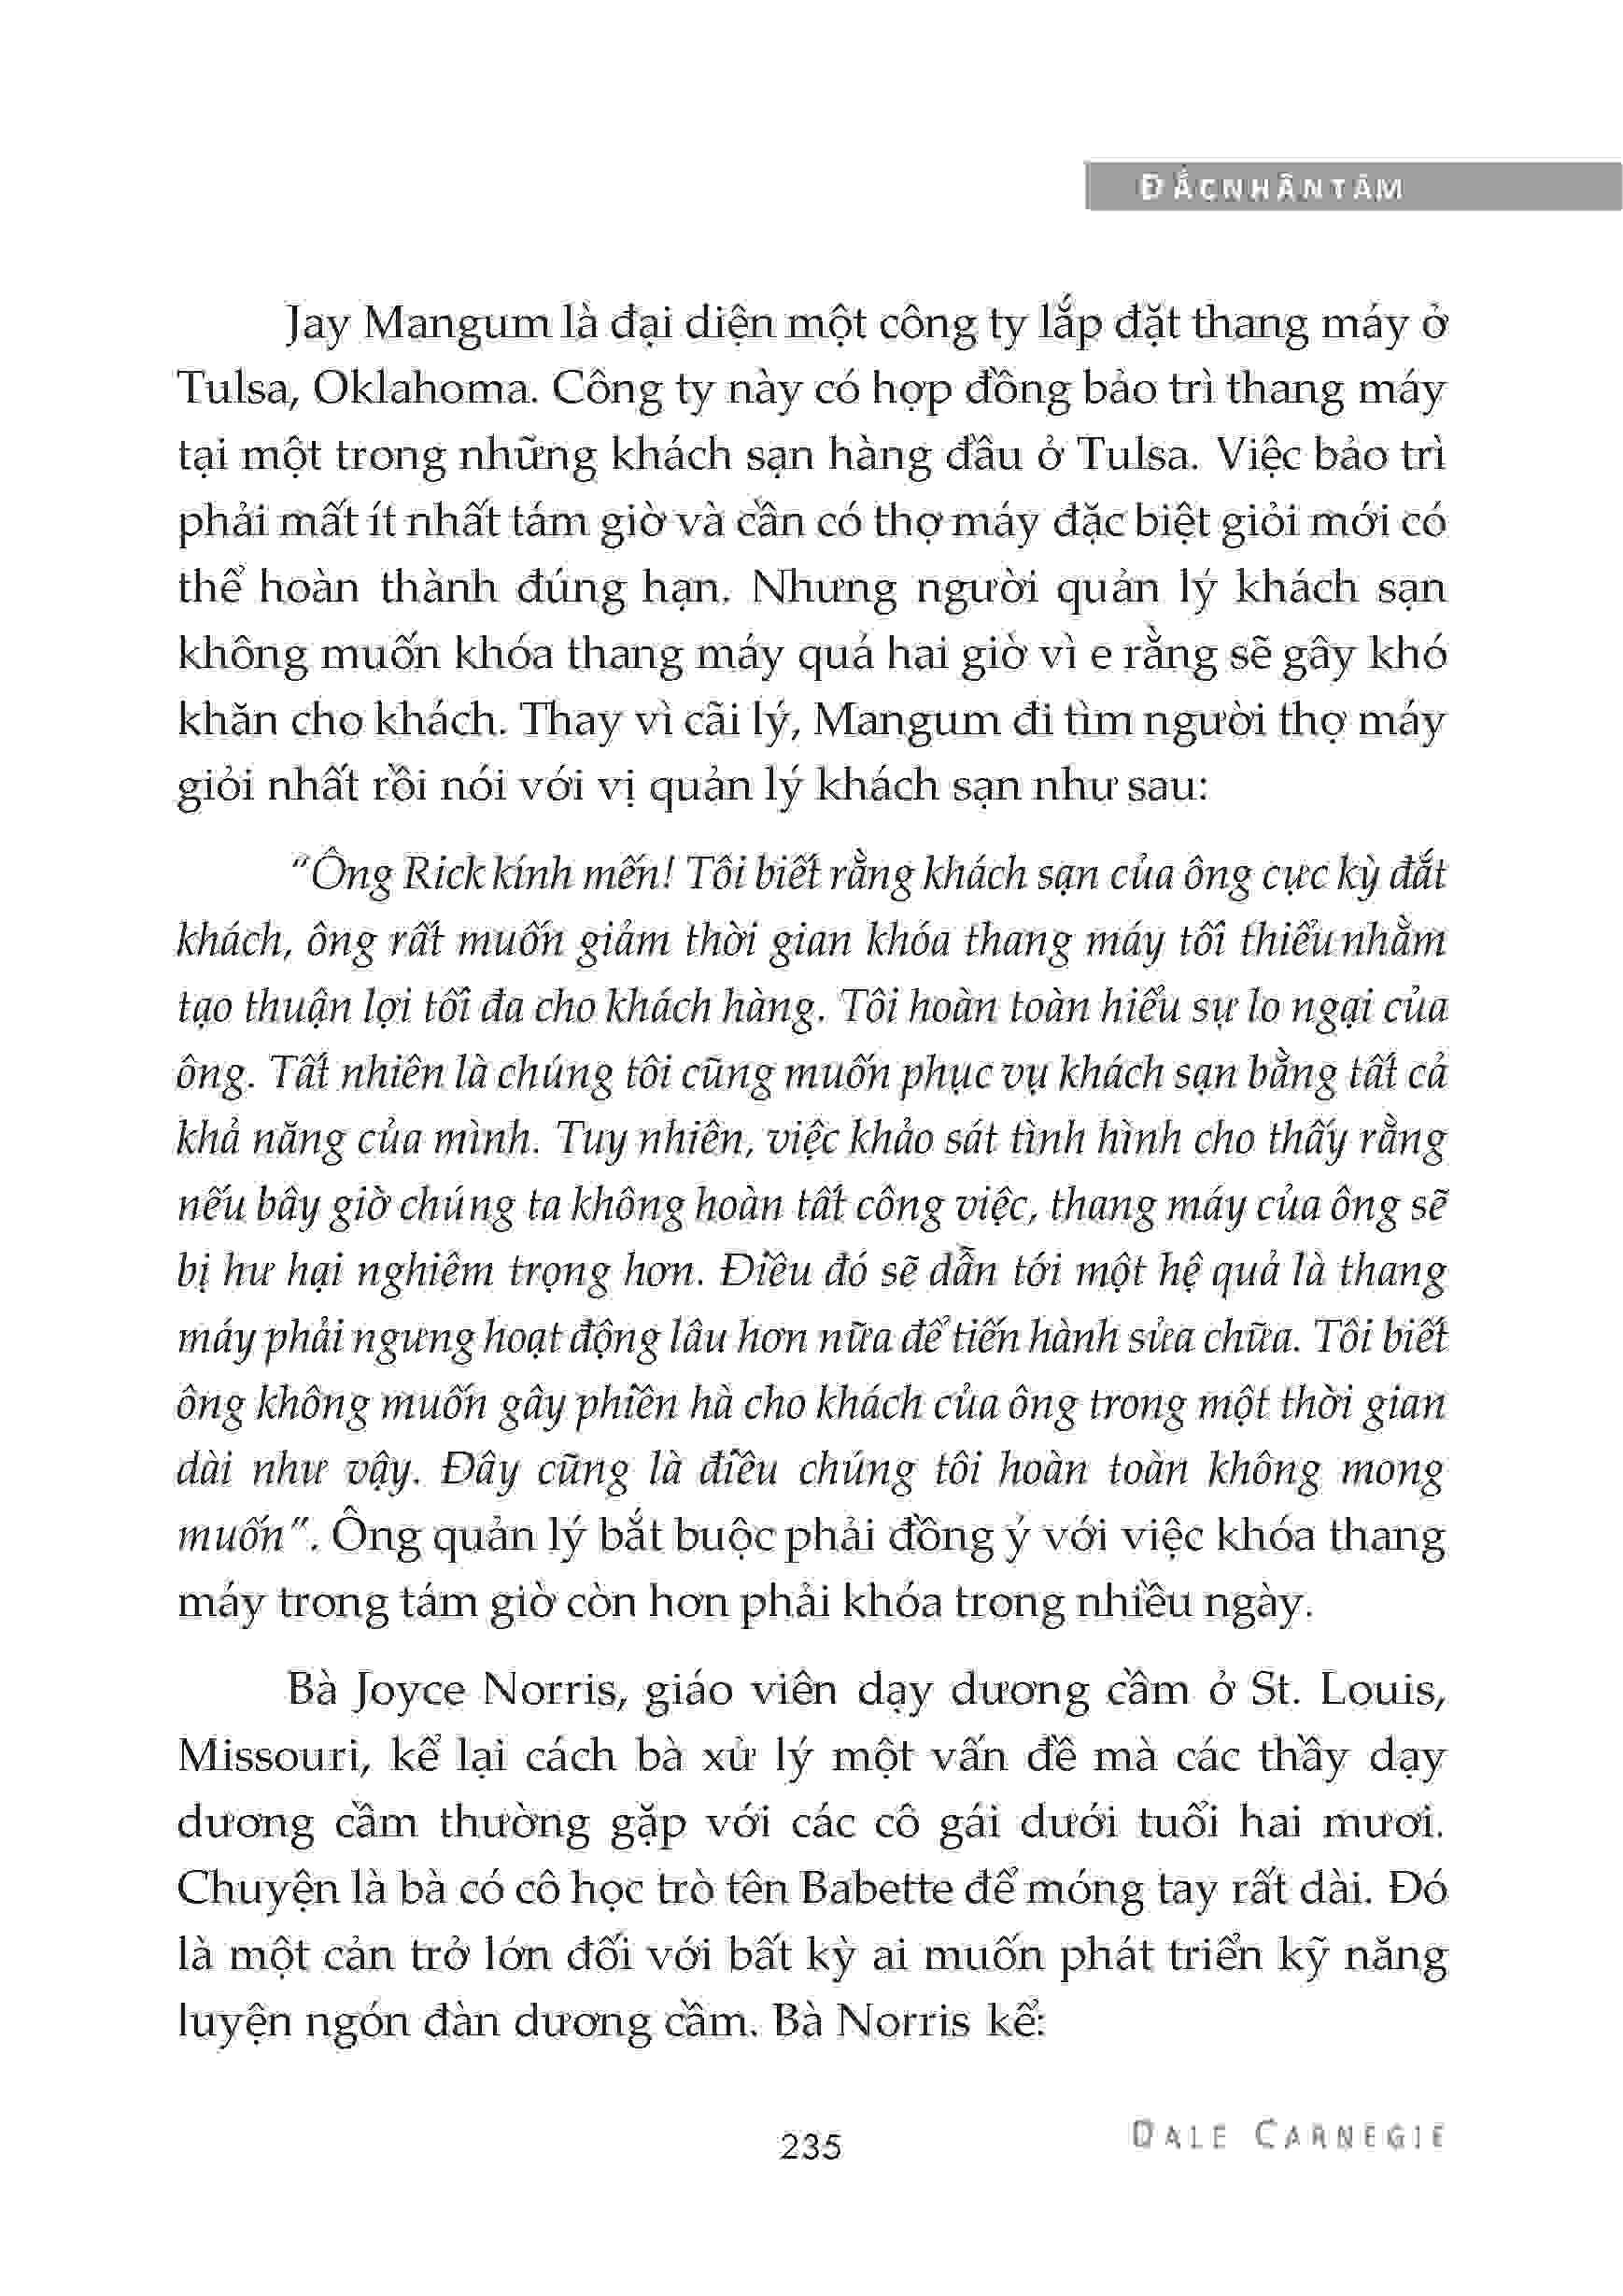 ĐẮCNHÂNTÂM
Jay Mangum là đại diện một công ty lắp đặt thang máy ở
Tulsa, Oklahoma. Công ty này có hợp đồng bảo trì thang máy
tại một trong những khách sạn hàng đầu ở Tulsa. Việc bảo trì
phải mất ít nhất tám giờ và cần có thợ máy đặc biệt giỏi mới có
thể hoàn thành đúng hạn. Nhưng người quản lý khách sạn
không muốn khóa thang máy quá hai giờ vì e rằng sẽ gây khó
khăn cho khách. Thay vì cãi lý, Mangum đi tìm người thợ máy
giỏi nhất rồi nói với vị quản lý khách sạn như sau:
“Ông Rick kính mến! Tôi biết rằng khách sạn của ông cực kỳ đắt
khách, ông rất muốn giảm thời gian khóa thang máy tối thiểu nhằm
tạo thuận lợi tối đa cho khách hàng. Tôi hoàn toàn hiểu sự lo ngại của
ông. Tất nhiên là chúng tôi cũng muốn phục vụ khách sạn bằng tất cả
khả năng của mình. Tuy nhiên, việc khảo sát tình hình cho thấy rằng
nếu bây giờ chúng ta không hoàn tất công việc, thang máy của ông sẽ
bị hư hại nghiêm trọng hơn. Điều đó sẽ dẫn tới một hệ quả là thang
máy phải ngưng hoạt động lâu hơn nữa để tiến hành sửa chữa. Tôi biết
ông không muốn gây phiền hà cho khách của ông trong một thời gian
dài như vậy. Đây cũng là điều chúng tôi hoàn toàn không mong
muốn”. Ông quản lý bắt buộc phải đồng ý với việc khóa thang
máy trong tám giờ còn hơn phải khóa trong nhiều ngày.
Bà Joyce Norris, giáo viên dạy dương cầm ở St. Louis,
Missouri, kể lại cách bà xử lý một vấn đề mà các thầy dạy
dương cầm thường gặp với các cô gái dưới tuổi hai mươi.
Chuyện là bà có cô học trò tên Babette để móng tay rất dài. Đó
là một cản trở lớn đối với bất kỳ ai muốn phát triển kỹ năng
luyện ngón đàn dương cầm. Bà Norris kể:
235
DALE CARNEGIE